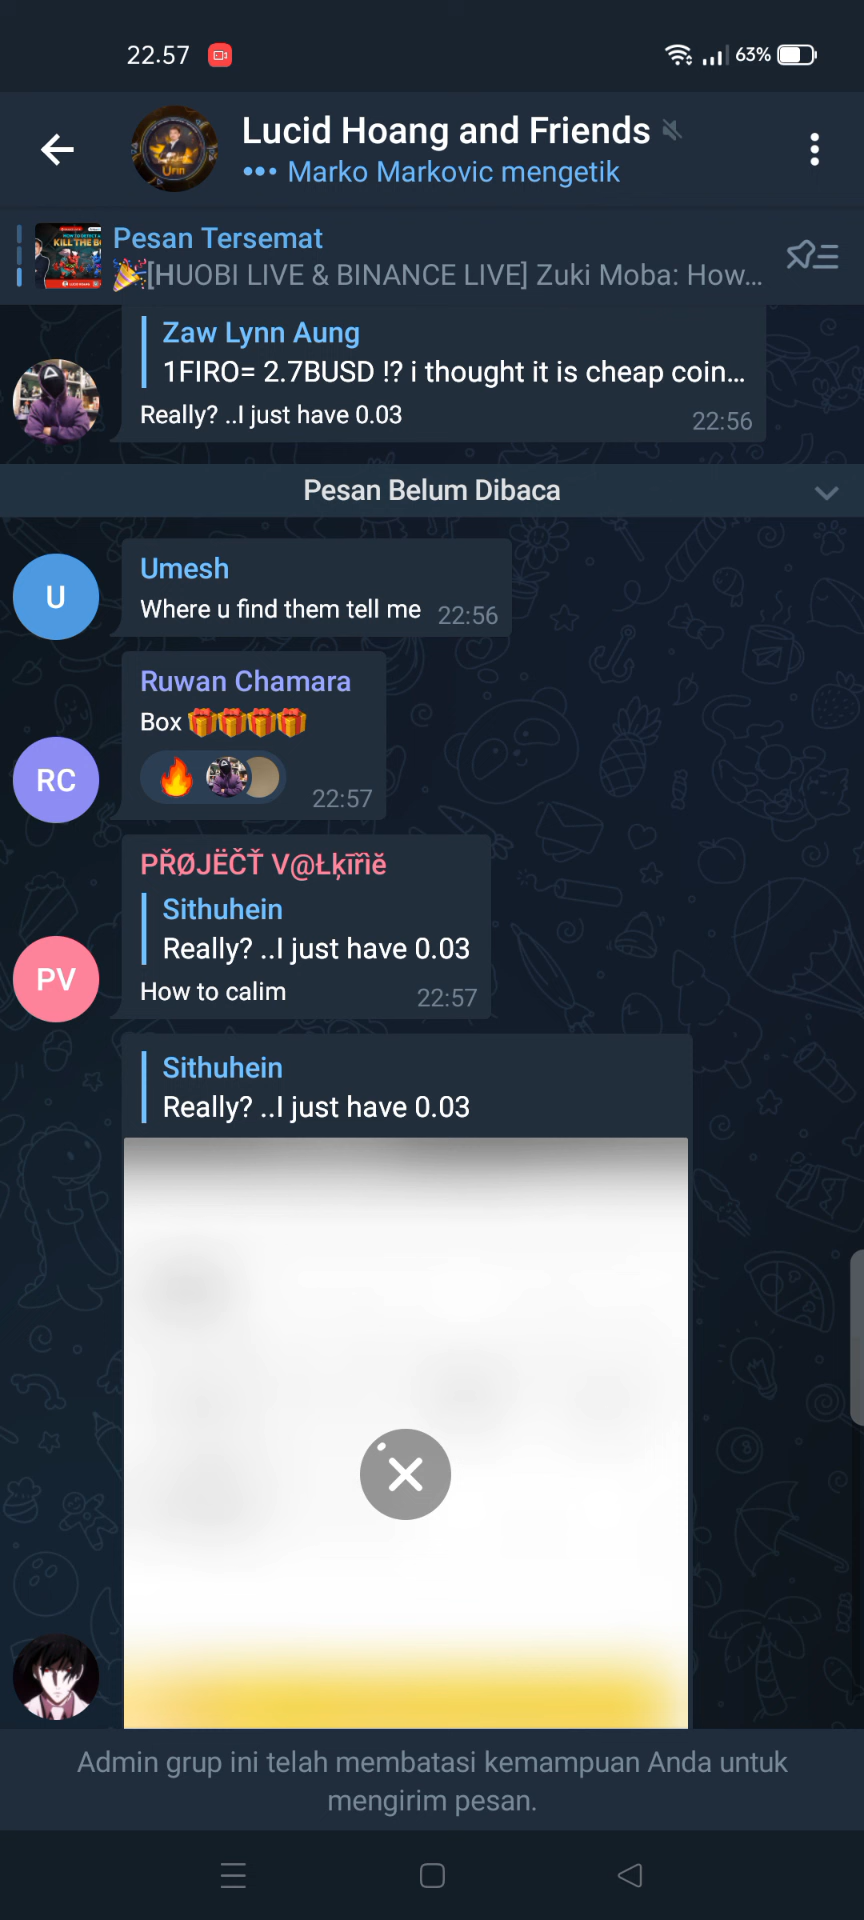 22.57
63%
Lucid Hoang and Friends
Marko Markovic mengetik
Pesan Tersemat
🎉[HUOBI LIVE & BINANCE LIVE] Zuki Moba: How...
Zaw Lynn Aung
1FIRO= 2.7BUSD !? i thought it is cheap coin...
Really? ..I just have 0.03
22:56
Pesan Belum Dibaca
U
Umesh
Where u find them tell me 22:56
Ruwan Chamara
Box 🎁🎁🎁🎁
RC
22:57
PŘØJËČŤ V@Łķīřìĕ
Sithuhein
Really? ..I just have 0.03
PV
How to calim 22:57
Sithuhein
Really? ..I just have 0.03
Admin grup ini telah membatasi kemampuan Anda untuk
mengirim pesan.